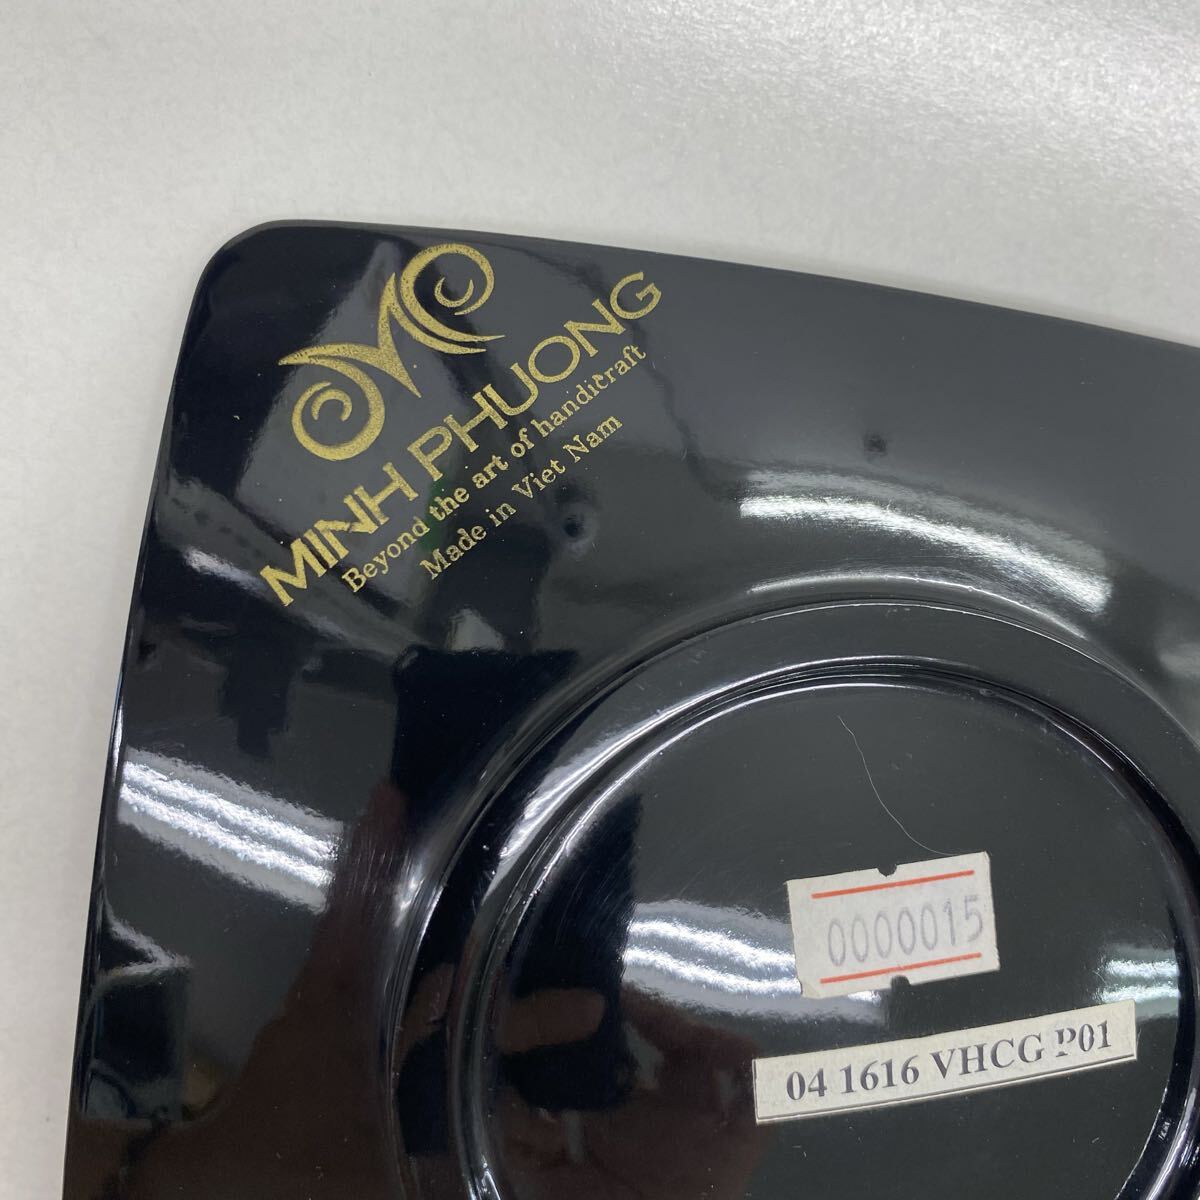 MINH PHUONG
Beyond the art of handicraft
Made in Viet Nam
0000015
04 1616 VHCG P01